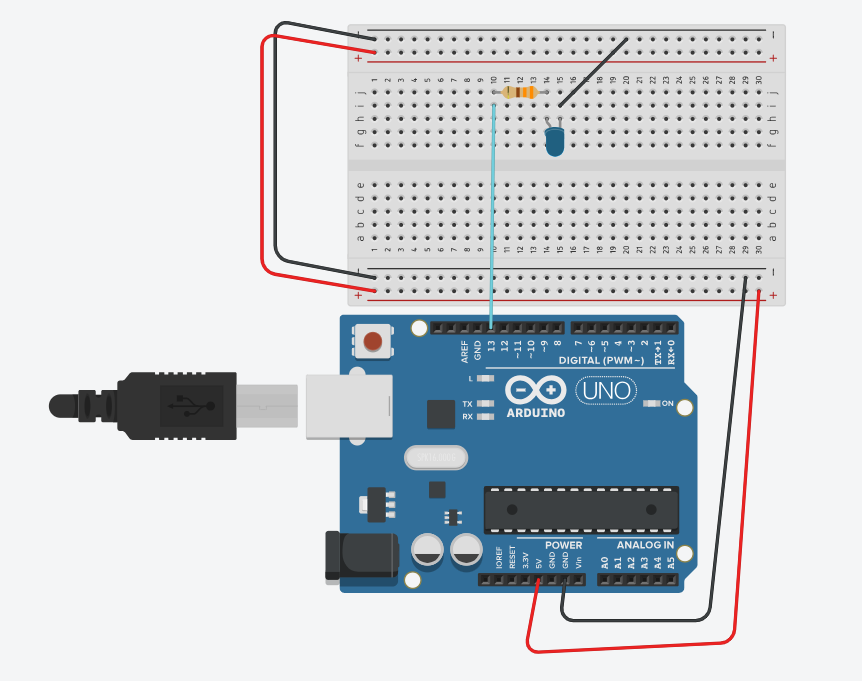 - -
+ +
1 2 3 4 5 6 7 8 9 10 11 12 13 14 15 16 17 18 19 20 21 22 23 24 25 26 27 28 29 30
j j
i i
h h
g g
f f
e e
d d
c c
b b
a a
1 2 3 4 5 6 7 8 9 10 11 12 13 14 15 16 17 18 19 20 21 22 23 24 25 26 27 28 29 30
- -
+ +
AREF GND 13 12 ~11 ~10 ~9 8 7 ~6 ~5 4 ~3 2 TX→1 RX←0
DIGITAL (PWM~)
L
TX
RX
- +
UNO
ON
ARDUINO
POWER ANALOG IN
IOREF RESET 3.3V 5V GND GND Vin A0 A1 A2 A3 A4 A5